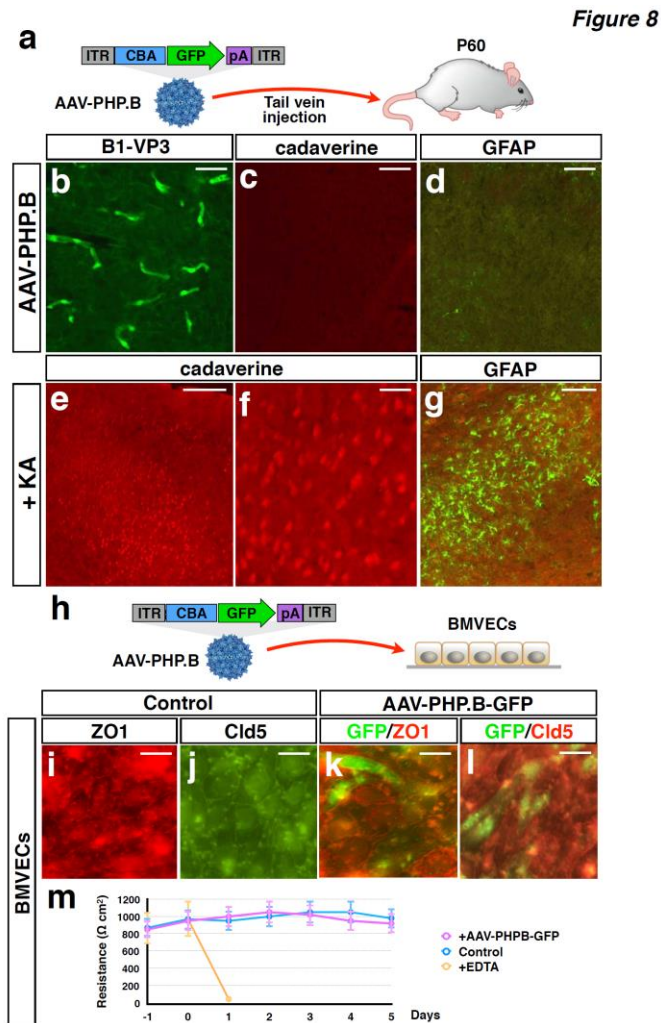 Figure 8
a
ITR CBA GFP pA ITR
P60
AAV-PHP.B
Tail vein
injection
B1-VP3 cadaverine GFAP
AAV-PHP.B
b c d
cadaverine GFAP
+ KA
e f g
h
ITR CBA GFP pA ITR
BMVECs
AAV-PHP.B
Control AAV-PHP.B-GFP
ZO1 Cld5 GFP/ZO1 GFP/Cld5
BMVECs
i j k l
m
Resistance (Ω cm²)
1200
1000
800
600
400
200
0
+AAV-PHPB-GFP
Control
+EDTA
-1 0 1 2 3 4 5 Days